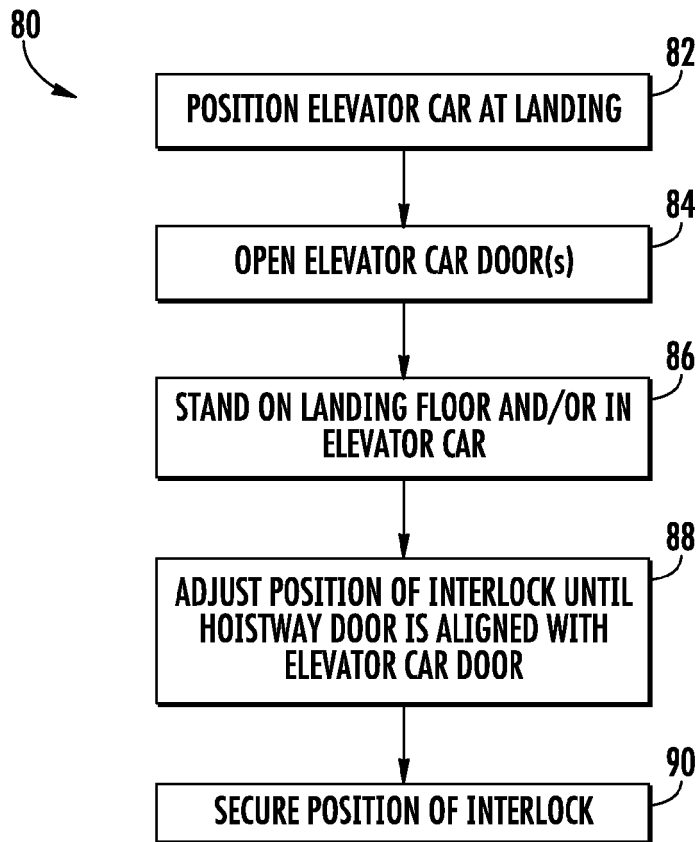 80
82
POSITION ELEVATOR CAR AT LANDING
84
OPEN ELEVATOR CAR DOOR(s)
86
STAND ON LANDING FLOOR AND/OR IN
ELEVATOR CAR
88
ADJUST POSITION OF INTERLOCK UNTIL
HOISTWAY DOOR IS ALIGNED WITH
ELEVATOR CAR DOOR
90
SECURE POSITION OF INTERLOCK